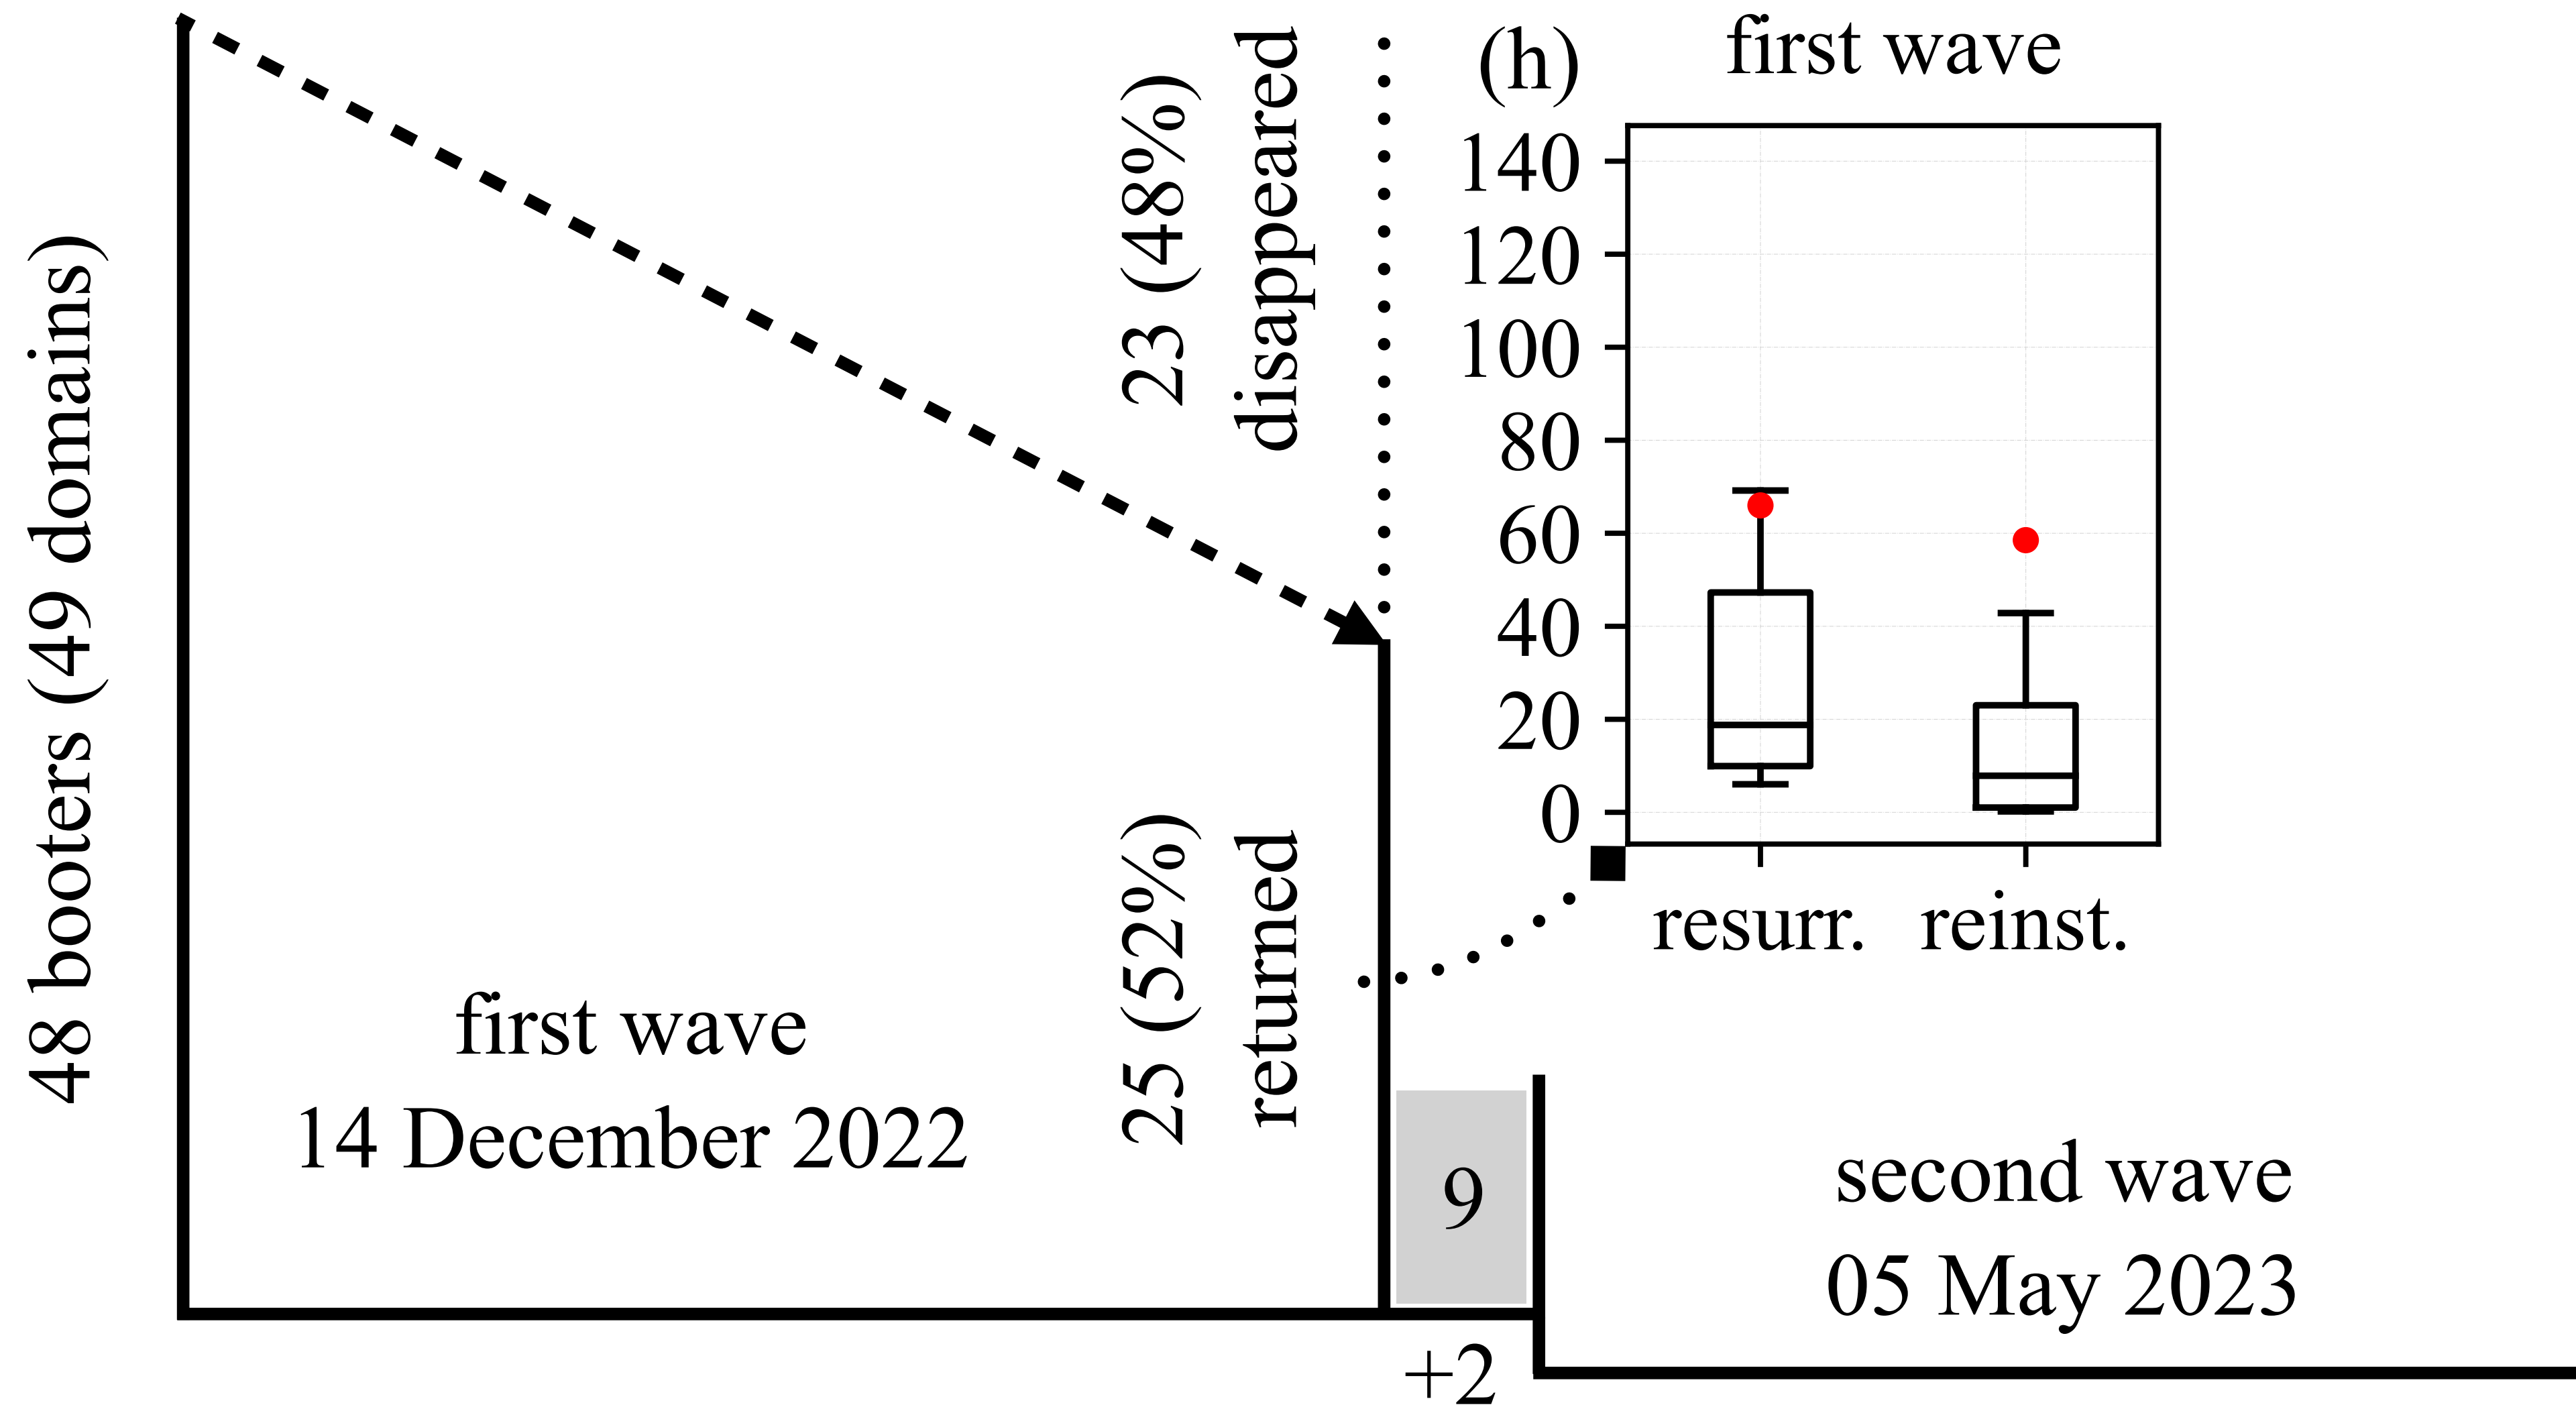 48 booters (49 domains)
first wave
14 December 2022
23 (48%)
disappeared
25 (52%)
returned
(h)
first wave
140
120
100
80
60
40
20
0
resurr.
reinst.
9
+2
second wave
05 May 2023